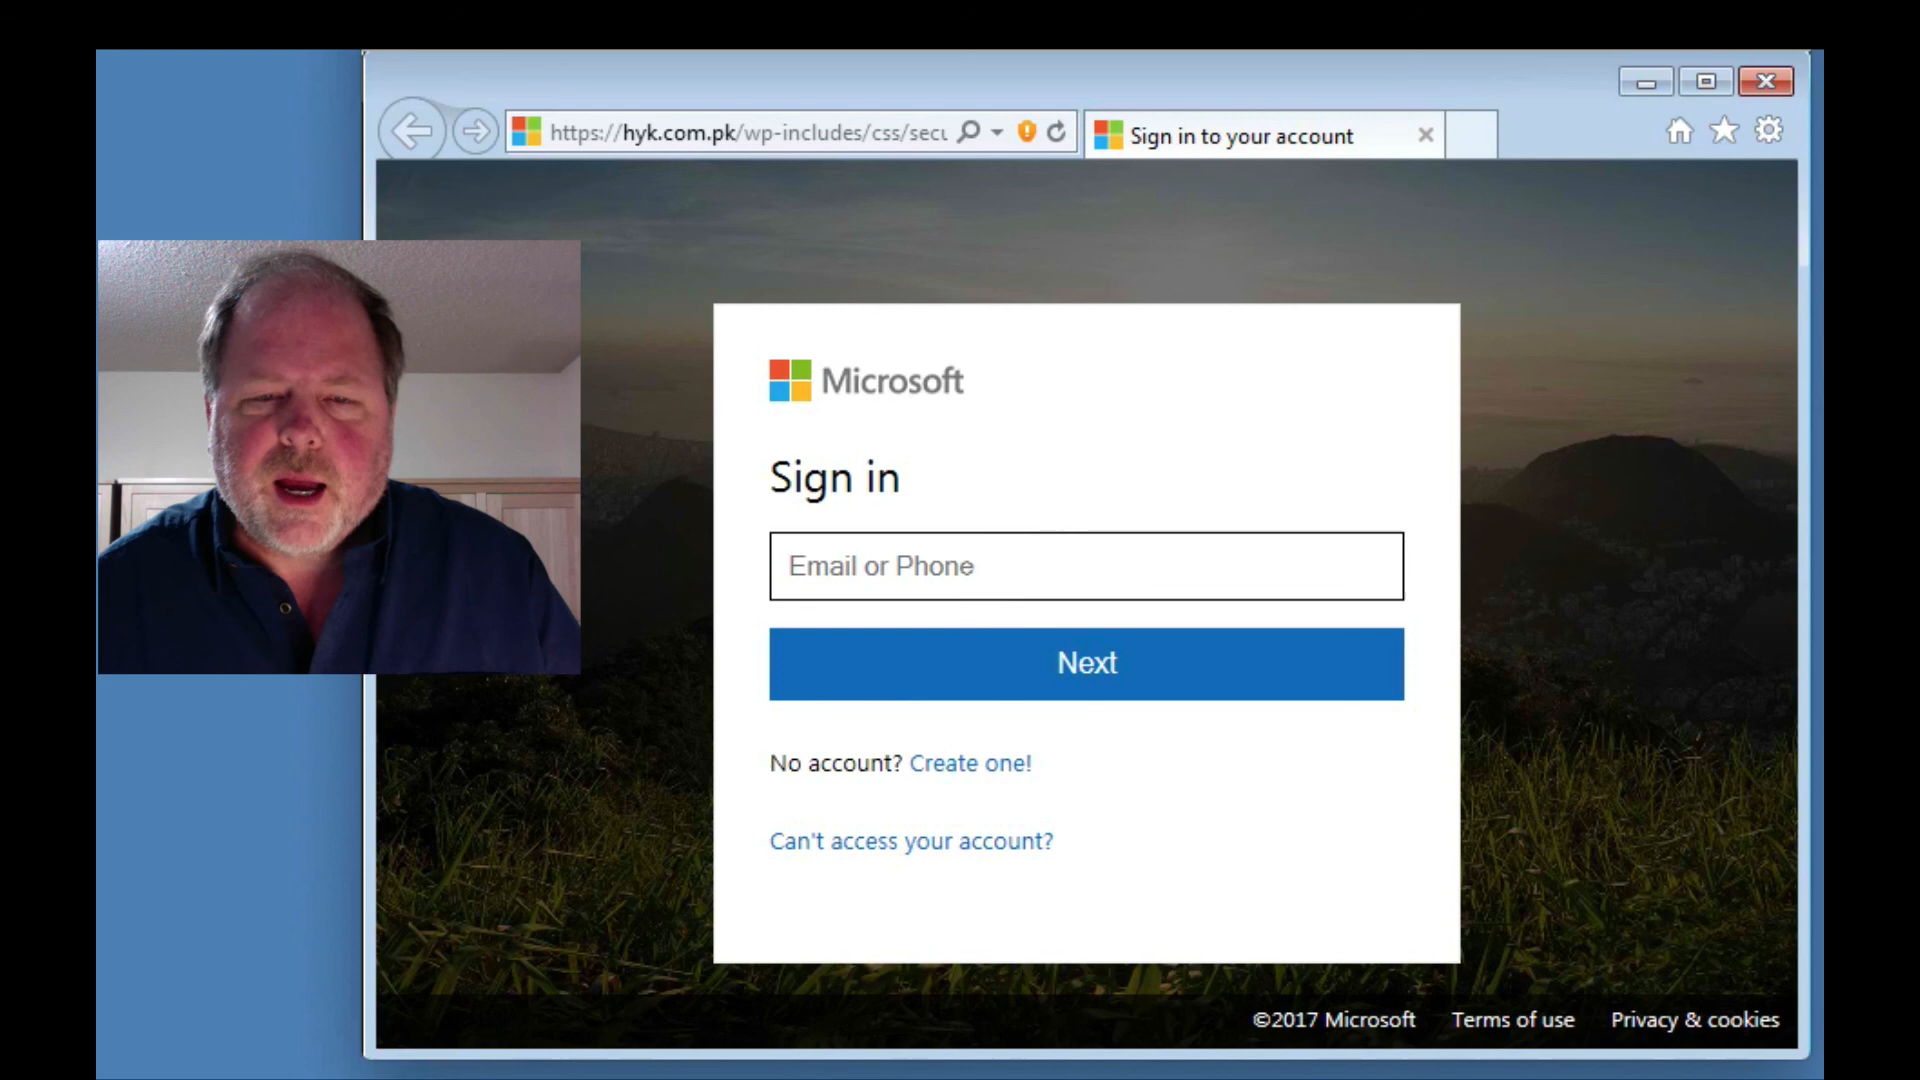 https://hyk.com.pk/wp-includes/css/secu
Sign in to your account
Microsoft
Sign in
Email or Phone
Next
No account? Create one!
Can't access your account?
©2017 Microsoft Terms of use Privacy & cookies